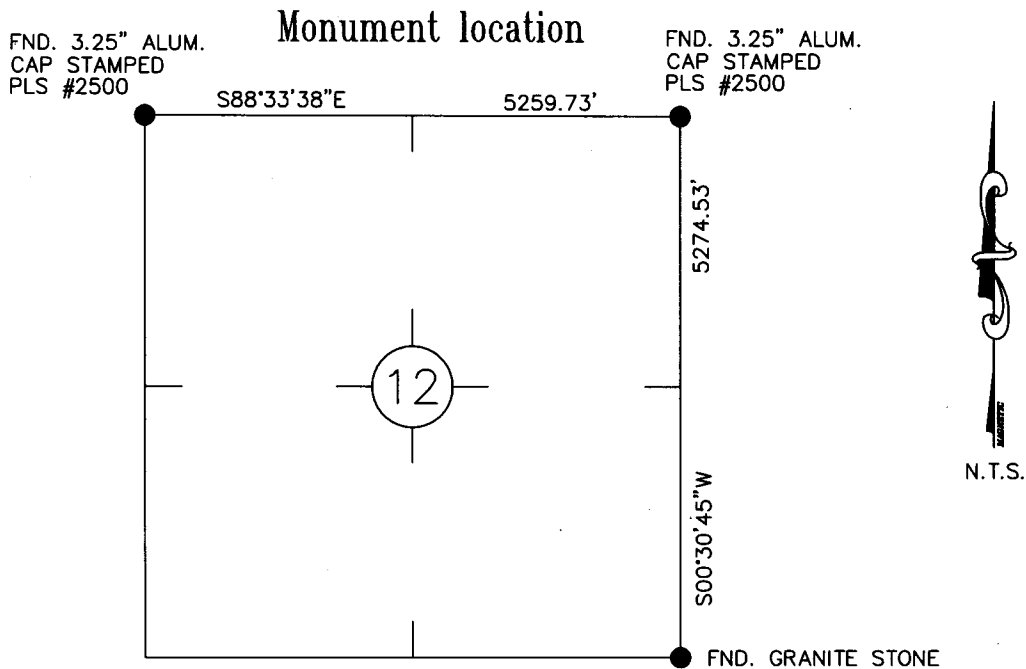 Monument location
FND. 3.25" ALUM.
CAP STAMPED
PLS #2500
FND. 3.25" ALUM.
CAP STAMPED
PLS #2500
S88°33'38"E
5259.73'
5274.53'
12
MAGNETIC
N.T.S.
S00°30'45"W
FND. GRANITE STONE